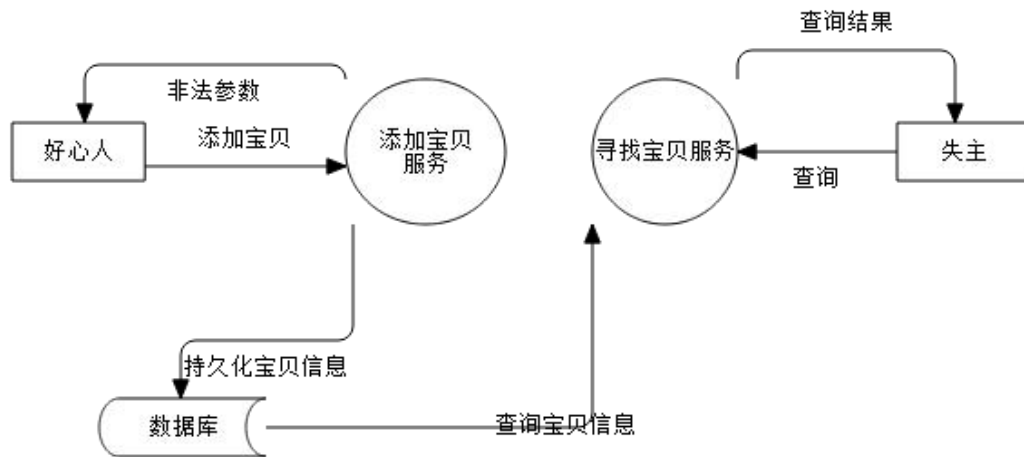 查询结果
非法参数
好心人
添加宝贝
添加宝贝
服务
寻找宝贝服务
查询
失主
持久化宝贝信息
数据库
查询宝贝信息